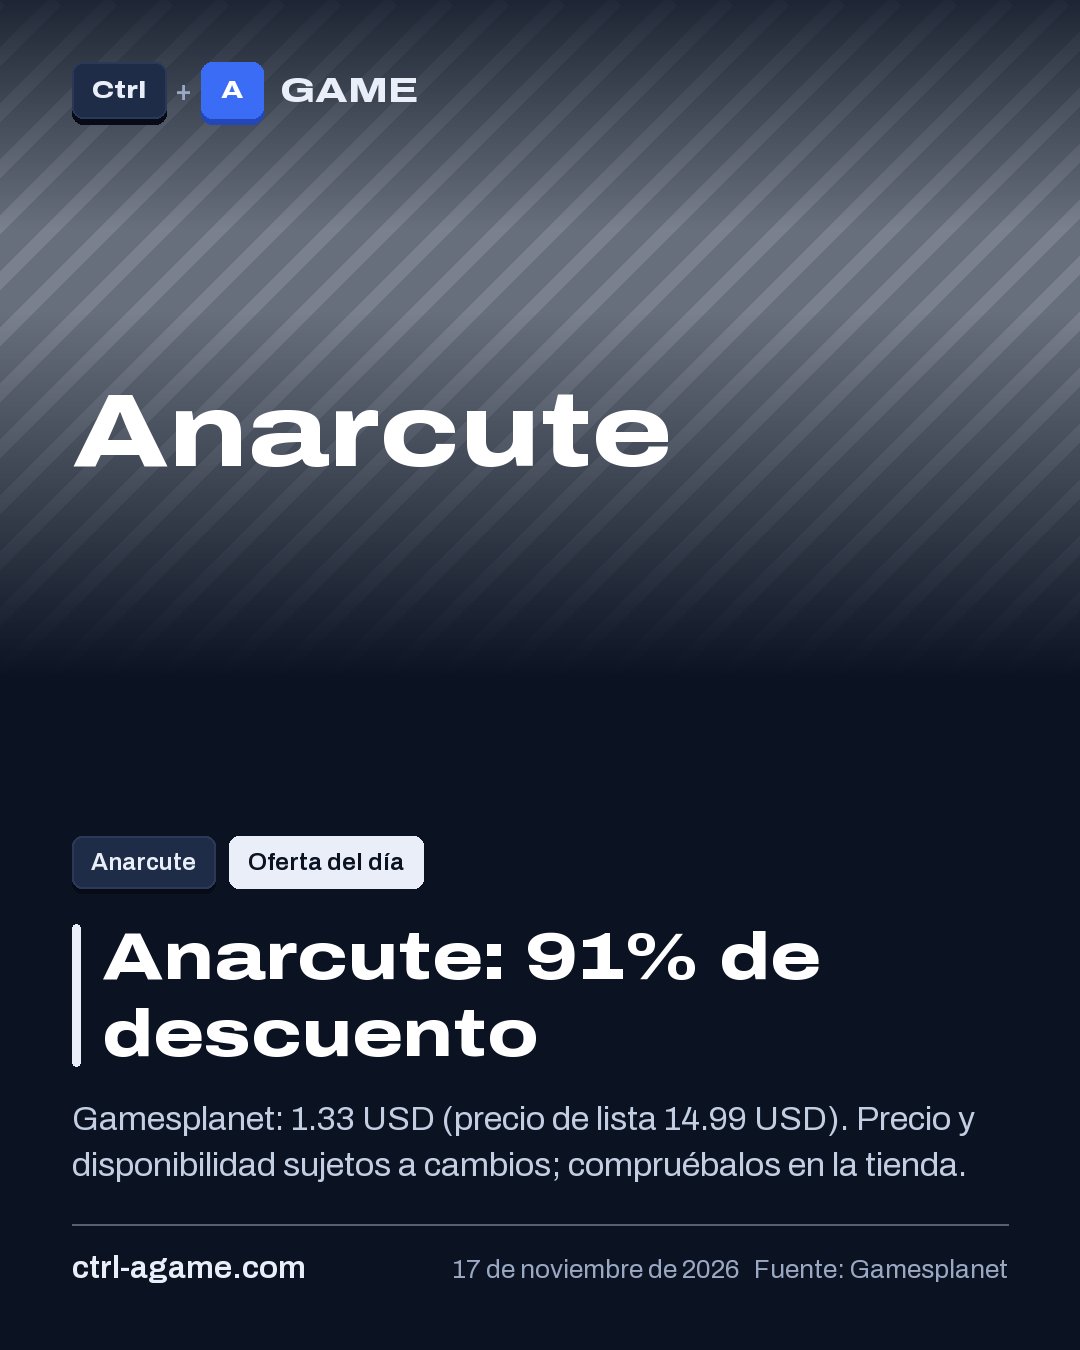 Ctrl + A GAME
Anarcute
Anarcute Oferta del día
Anarcute: 91% de
descuento
Gamesplanet: 1.33 USD (precio de lista 14.99 USD). Precio y
disponibilidad sujetos a cambios; compruébalos en la tienda.
ctrl-agame.com 17 de noviembre de 2026 Fuente: Gamesplanet